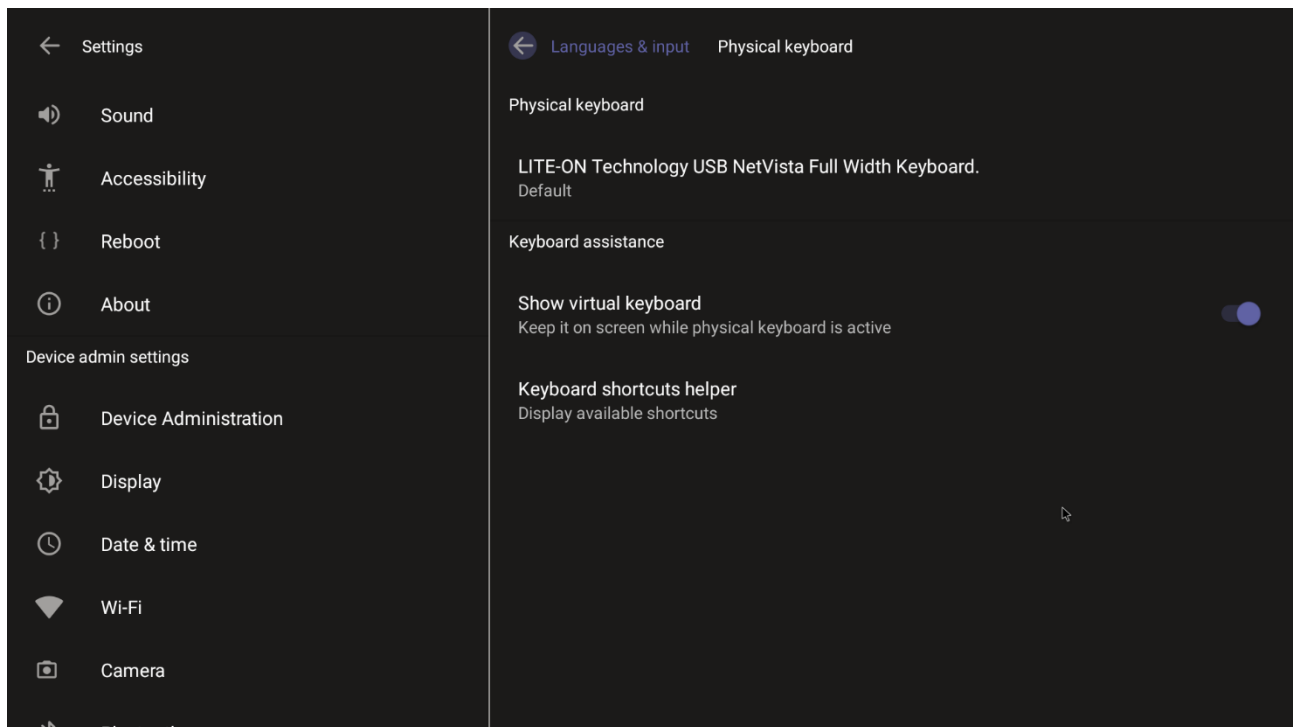 Settings
Sound
Accessibility
{ } Reboot
About
Device admin settings
Device Administration
Display
Date & time
Wi-Fi
Camera
Languages & input Physical keyboard
Physical keyboard
LITE-ON Technology USB NetVista Full Width Keyboard.
Default
Keyboard assistance
Show virtual keyboard
Keep it on screen while physical keyboard is active
Keyboard shortcuts helper
Display available shortcuts